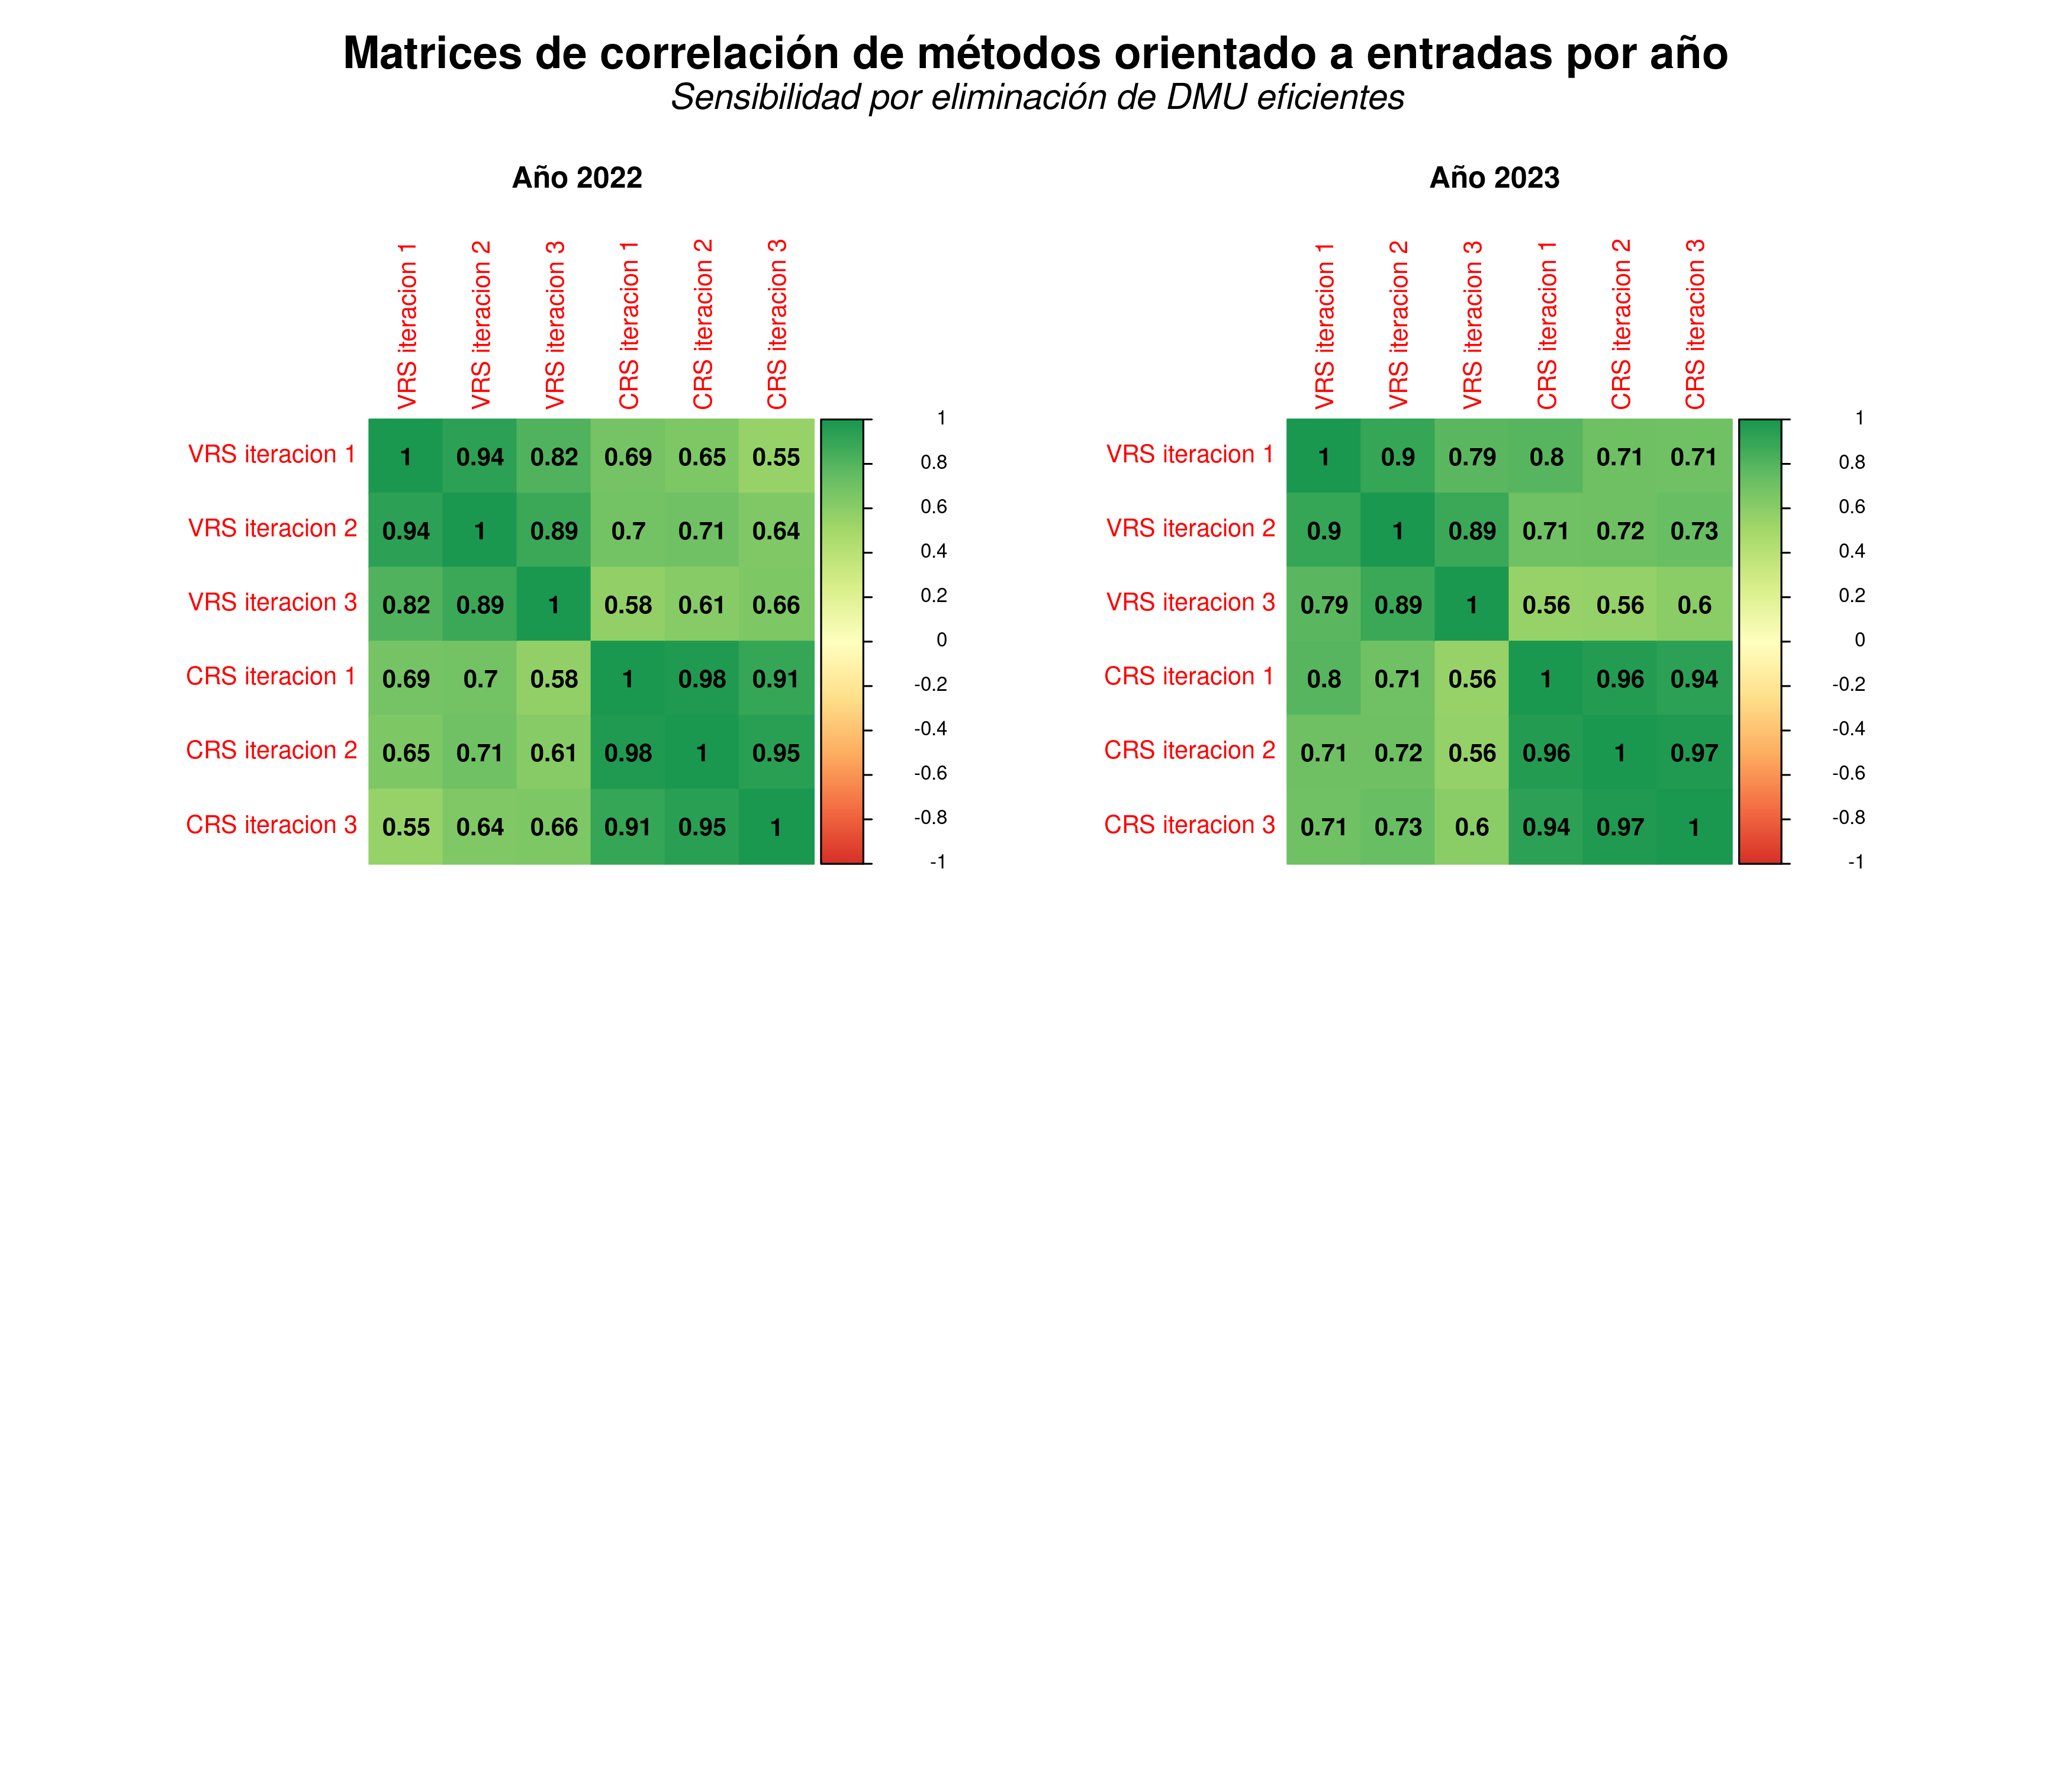 Matrices de correlación de métodos orientado a entradas por año
Sensibilidad por eliminación de DMU eficientes
Año 2022
VRS iteracion 1
VRS iteracion 2
VRS iteracion 3
CRS iteracion 1
CRS iteracion 2
CRS iteracion 3
VRS iteracion 1 1 0.94 0.82 0.69 0.65 0.55
VRS iteracion 2 0.94 1 0.89 0.7 0.71 0.64
VRS iteracion 3 0.82 0.89 1 0.58 0.61 0.66
CRS iteracion 1 0.69 0.7 0.58 1 0.98 0.91
CRS iteracion 2 0.65 0.71 0.61 0.98 1 0.95
CRS iteracion 3 0.55 0.64 0.66 0.91 0.95 1
1
0.8
0.6
0.4
0.2
0
-0.2
-0.4
-0.6
-0.8
-1
Año 2023
VRS iteracion 1
VRS iteracion 2
VRS iteracion 3
CRS iteracion 1
CRS iteracion 2
CRS iteracion 3
VRS iteracion 1 1 0.9 0.79 0.8 0.71 0.71
VRS iteracion 2 0.9 1 0.89 0.71 0.72 0.73
VRS iteracion 3 0.79 0.89 1 0.56 0.56 0.6
CRS iteracion 1 0.8 0.71 0.56 1 0.96 0.94
CRS iteracion 2 0.71 0.72 0.56 0.96 1 0.97
CRS iteracion 3 0.71 0.73 0.6 0.94 0.97 1
1
0.8
0.6
0.4
0.2
0
-0.2
-0.4
-0.6
-0.8
-1